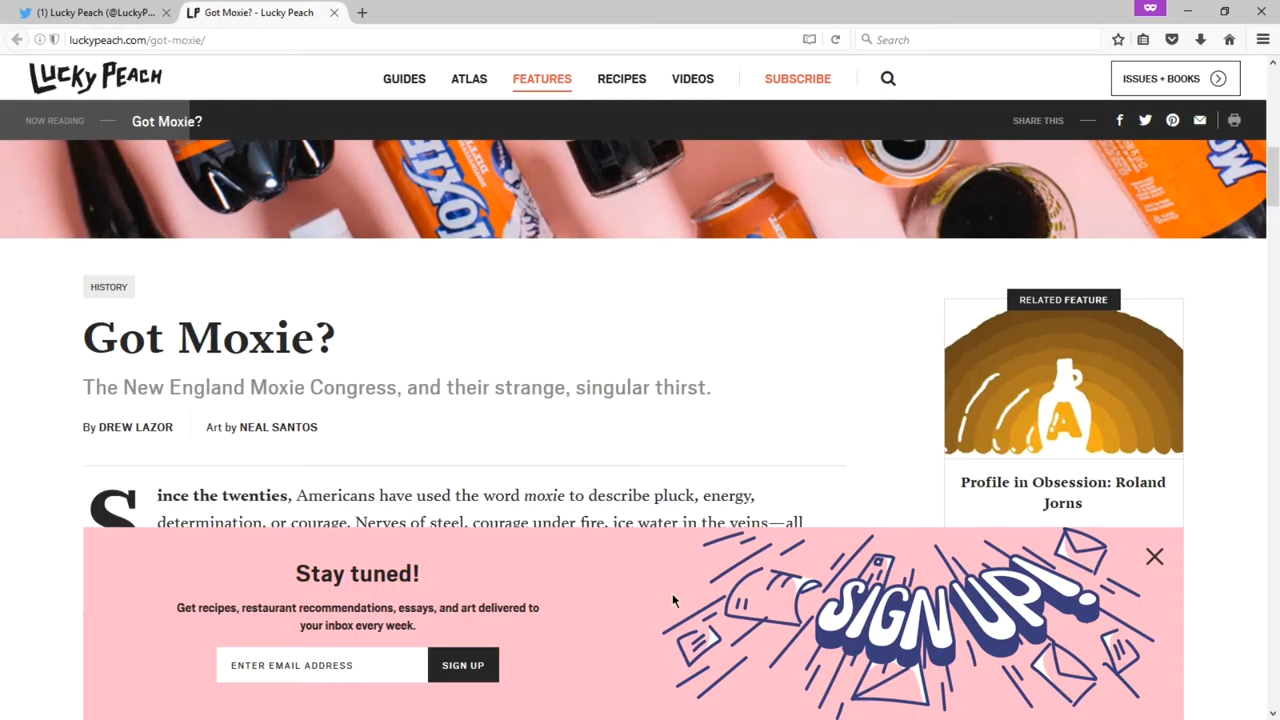 (1) Lucky Peach (@LuckyP...
LP Got Moxie? - Lucky Peach
luckypeach.com/got-moxie/
Search
LUCKY PEACH
GUIDES
ATLAS
FEATURES
RECIPES
VIDEOS
SUBSCRIBE
ISSUES + BOOKS
NOW READING
Got Moxie?
SHARE THIS
HISTORY
Got Moxie?
The New England Moxie Congress, and their strange, singular thirst.
By DREW LAZOR
Art by NEAL SANTOS
RELATED FEATURE
A
Profile in Obsession: Roland
Jorns
Since the twenties, Americans have used the word moxie to describe pluck, energy,
determination, or courage. Nerves of steel, courage under fire, ice water in the veins—all
Stay tuned!
Get recipes, restaurant recommendations, essays, and art delivered to
your inbox every week.
ENTER EMAIL ADDRESS
SIGN UP
SIGN UP!